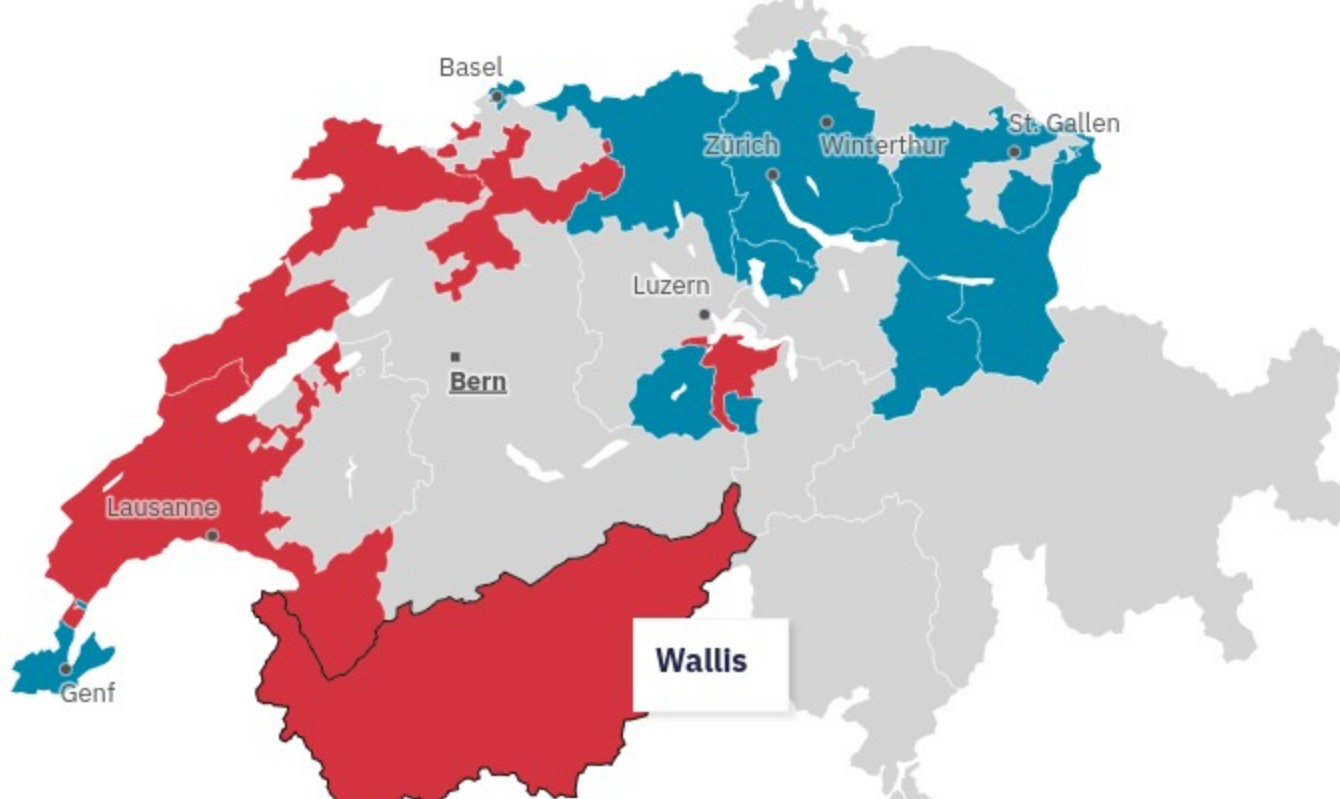 Basel
St. Gallen
Zürich
Winterthur
Luzern
Bern
Lausanne
Wallis
Genf